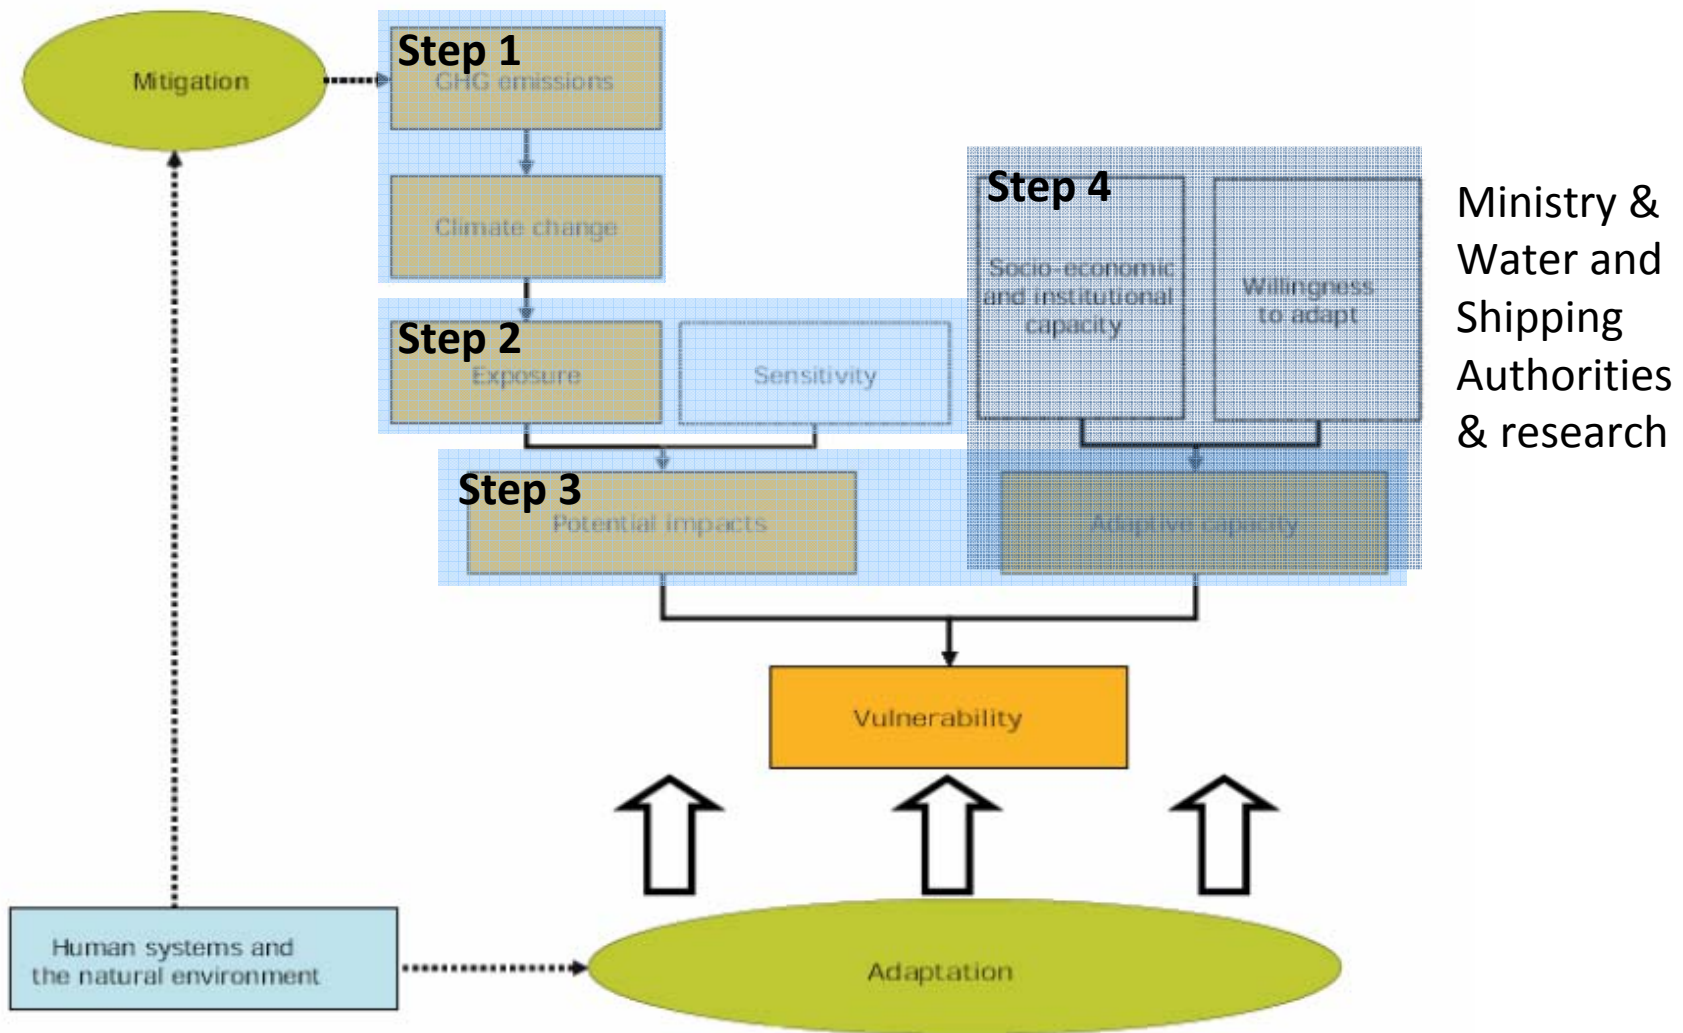 Mitigation
Step 1
GHG emissions
Climate change
Step 2
Exposure
Sensitivity
Step 4
Socio-economic
and institutional
capacity
Willingness
to adapt
Ministry &
Water and
Shipping
Authorities
& research
Step 3
Potential impacts
Adaptive capacity
Vulnerability
Human systems and
the natural environment
Adaptation